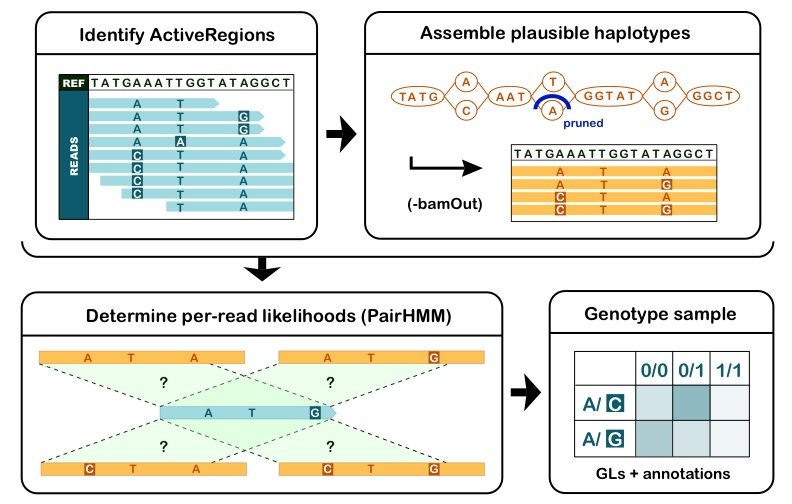 Identify ActiveRegions
REF TATGAAATTGGTATAGGCT
READS
A T
A T G
A T G
A A A
C T A
C T A
C T A
C T A
T A
Assemble plausible haplotypes
TATG A C AAT T A GGTAT A G GGCT
pruned
(-bamOut)
TATGAAATTGGTATAGGCT
A T A
A T G
C T A
C T G
Determine per-read likelihoods (PairHMM)
A T A
A T G
? ?
A T G
? ?
C T A
C T G
Genotype sample
0/0 0/1 1/1
A/ C
A/ G
GLs + annotations